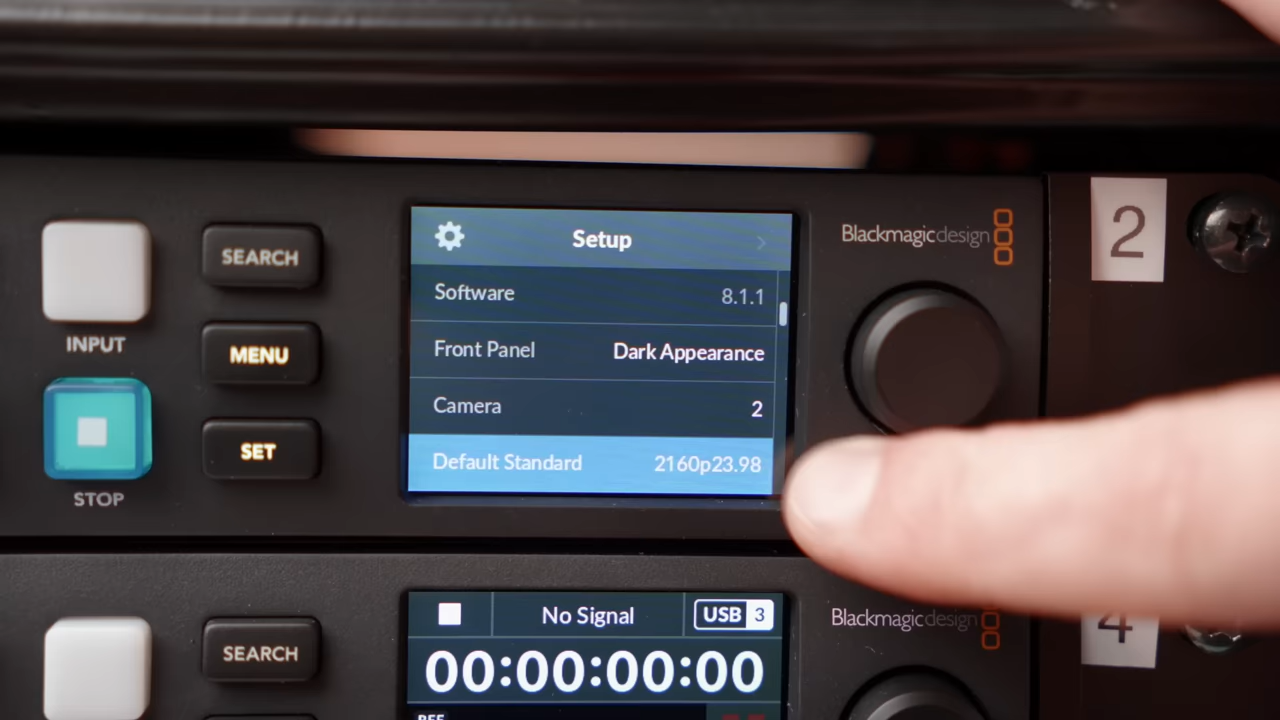 Setup
Software 8.1.1
Front Panel Dark Appearance
Camera 2
Default Standard 2160p23.98
INPUT
STOP
SEARCH
MENU
SET
Blackmagicdesign
2
No Signal
USB 3
00:00:00:00
SEARCH
Blackmagicdesign
4